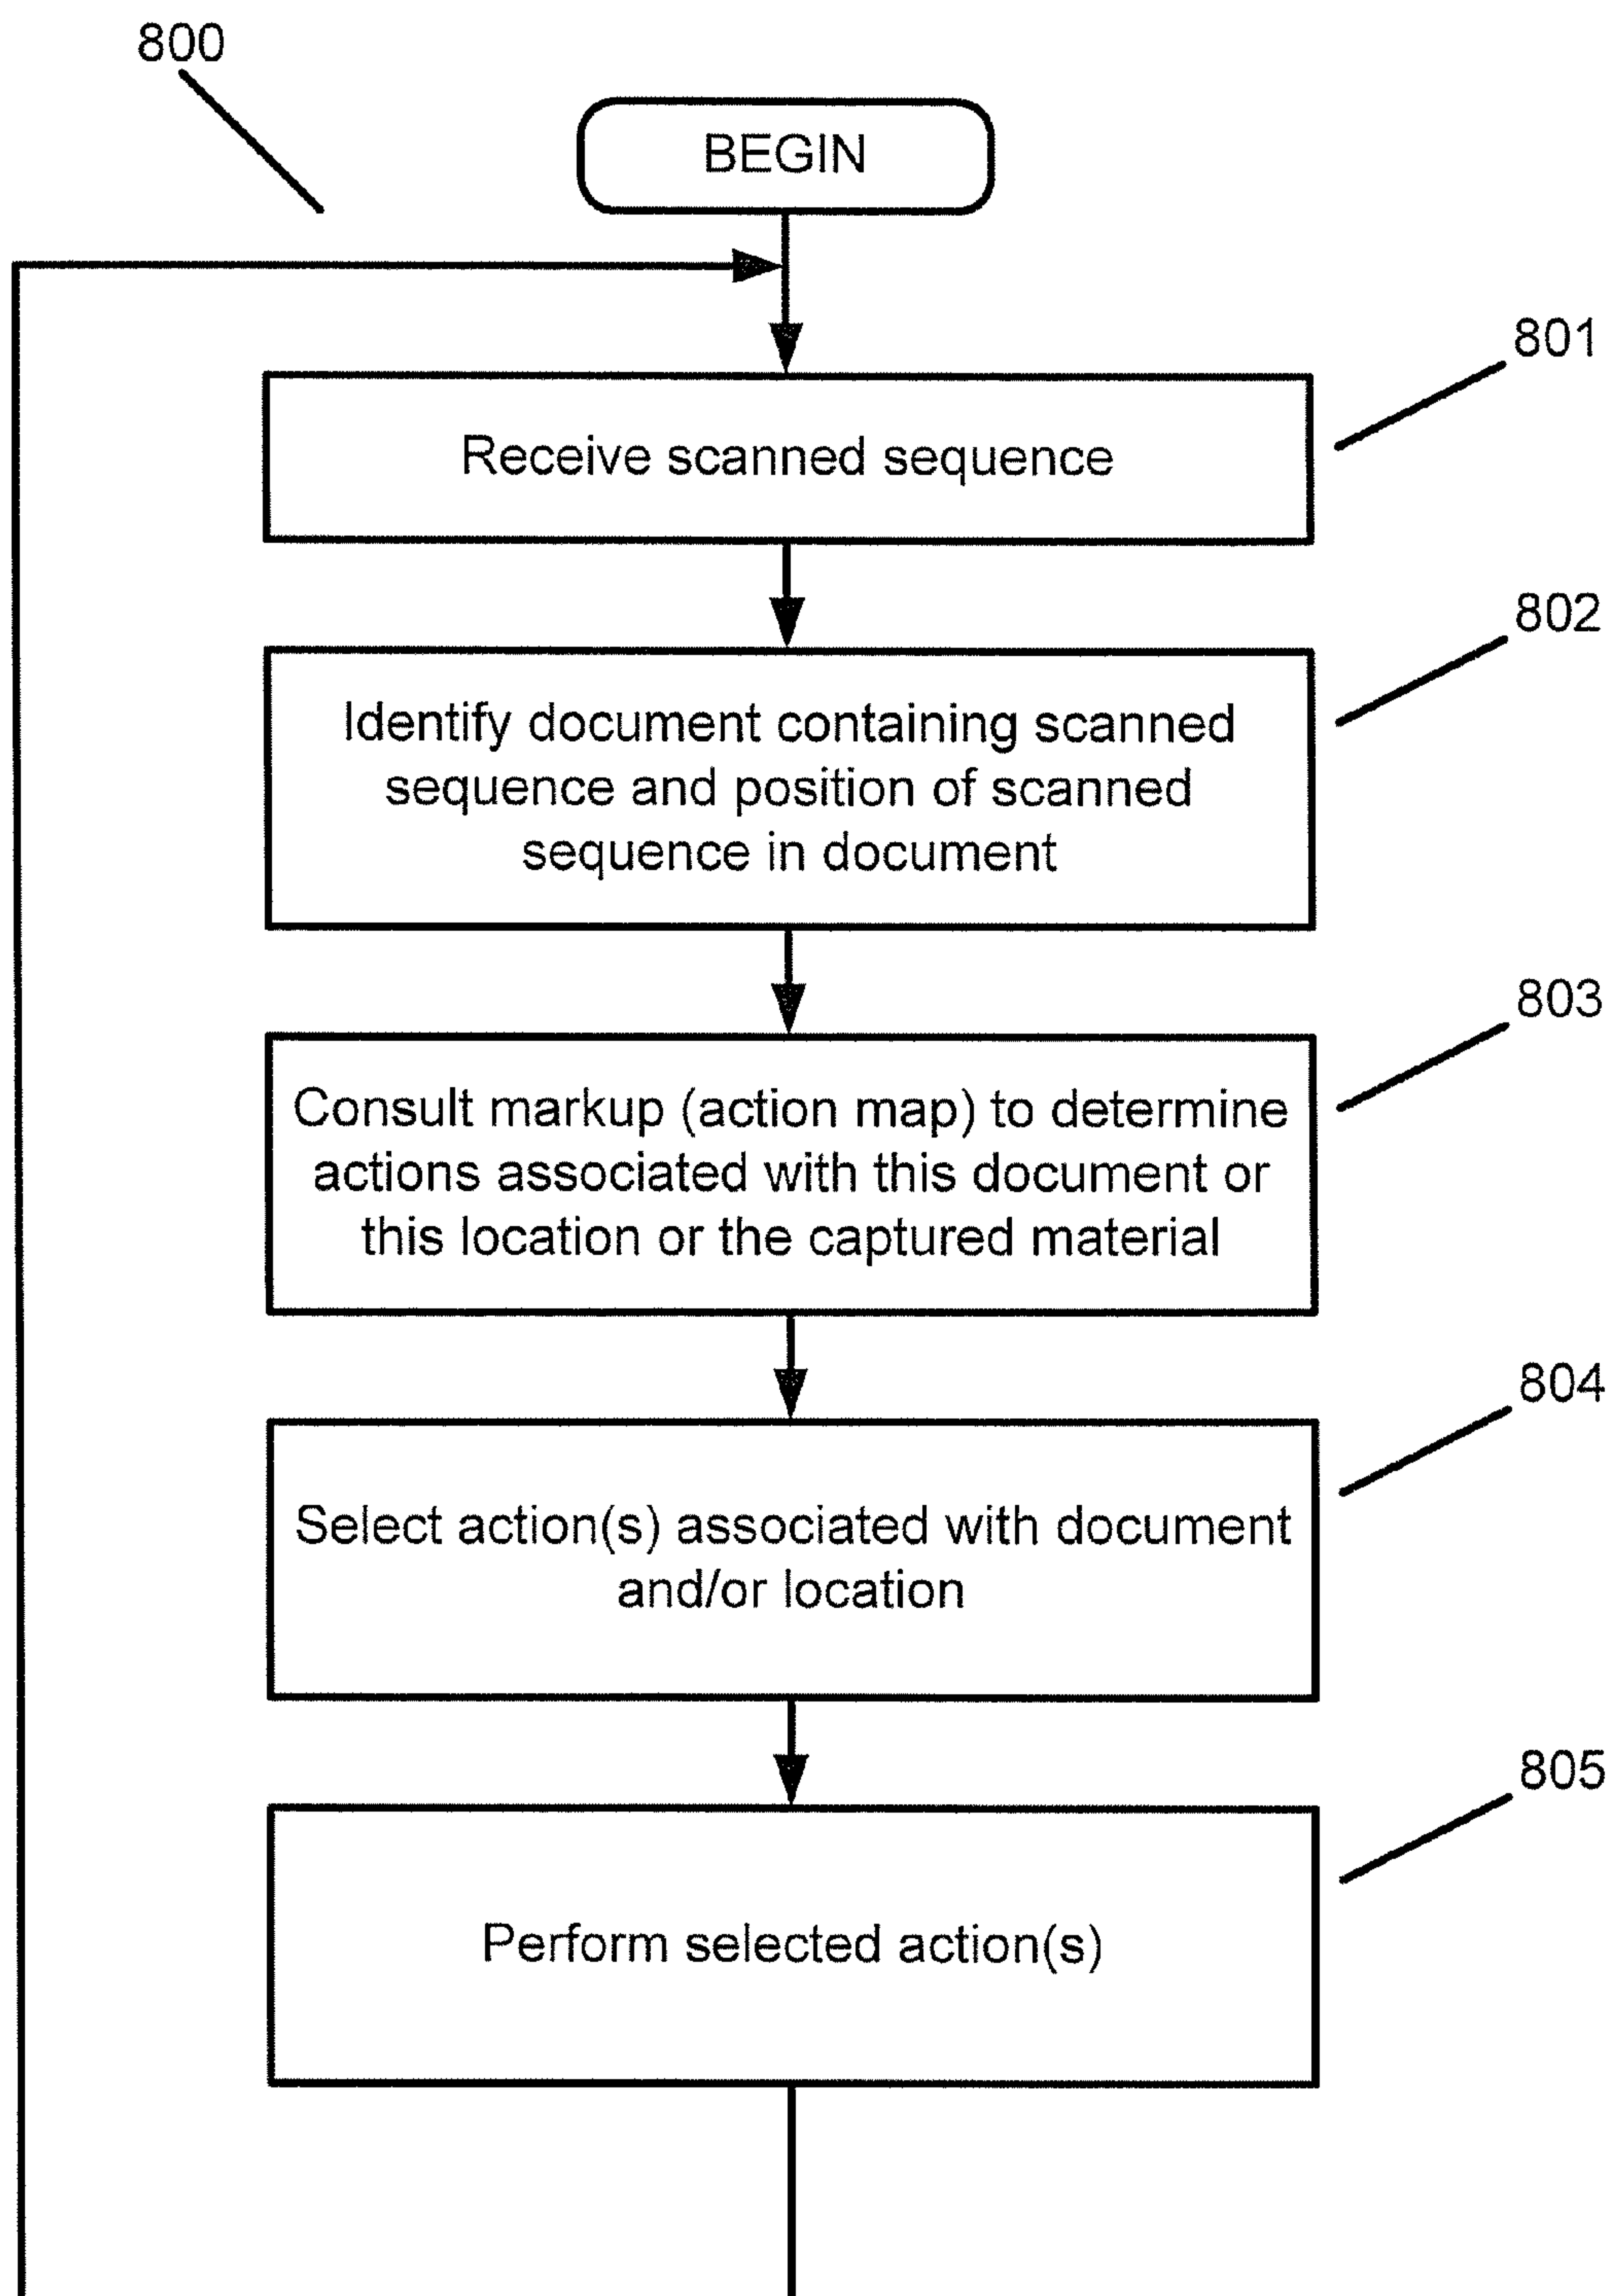 800
BEGIN
801
Receive scanned sequence
802
Identify document containing scanned
sequence and position of scanned
sequence in document
803
Consult markup (action map) to determine
actions associated with this document or
this location or the captured material
804
Select action(s) associated with document
and/or location
805
Perform selected action(s)